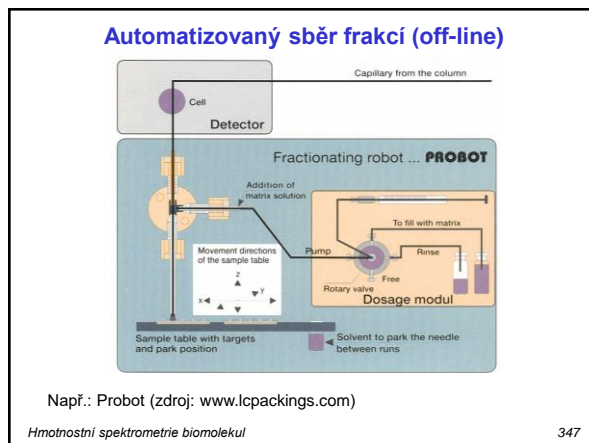 Automatizovaný sběr frakcí (off-line)
Capillary from the column
Cell
Detector
Fractionating robot ... PROBOT
Addition of
matrix solution
To fill with matrix
Movement directions
of the sample table
Pump
Rinse
z
y
x
Free
Rotary valve
Dosage modul
Sample table with targets
and park position
Solvent to park the needle
between runs
Např.: Probot (zdroj: www.lcpackings.com)
Hmotnostní spektrometrie biomolekul 347